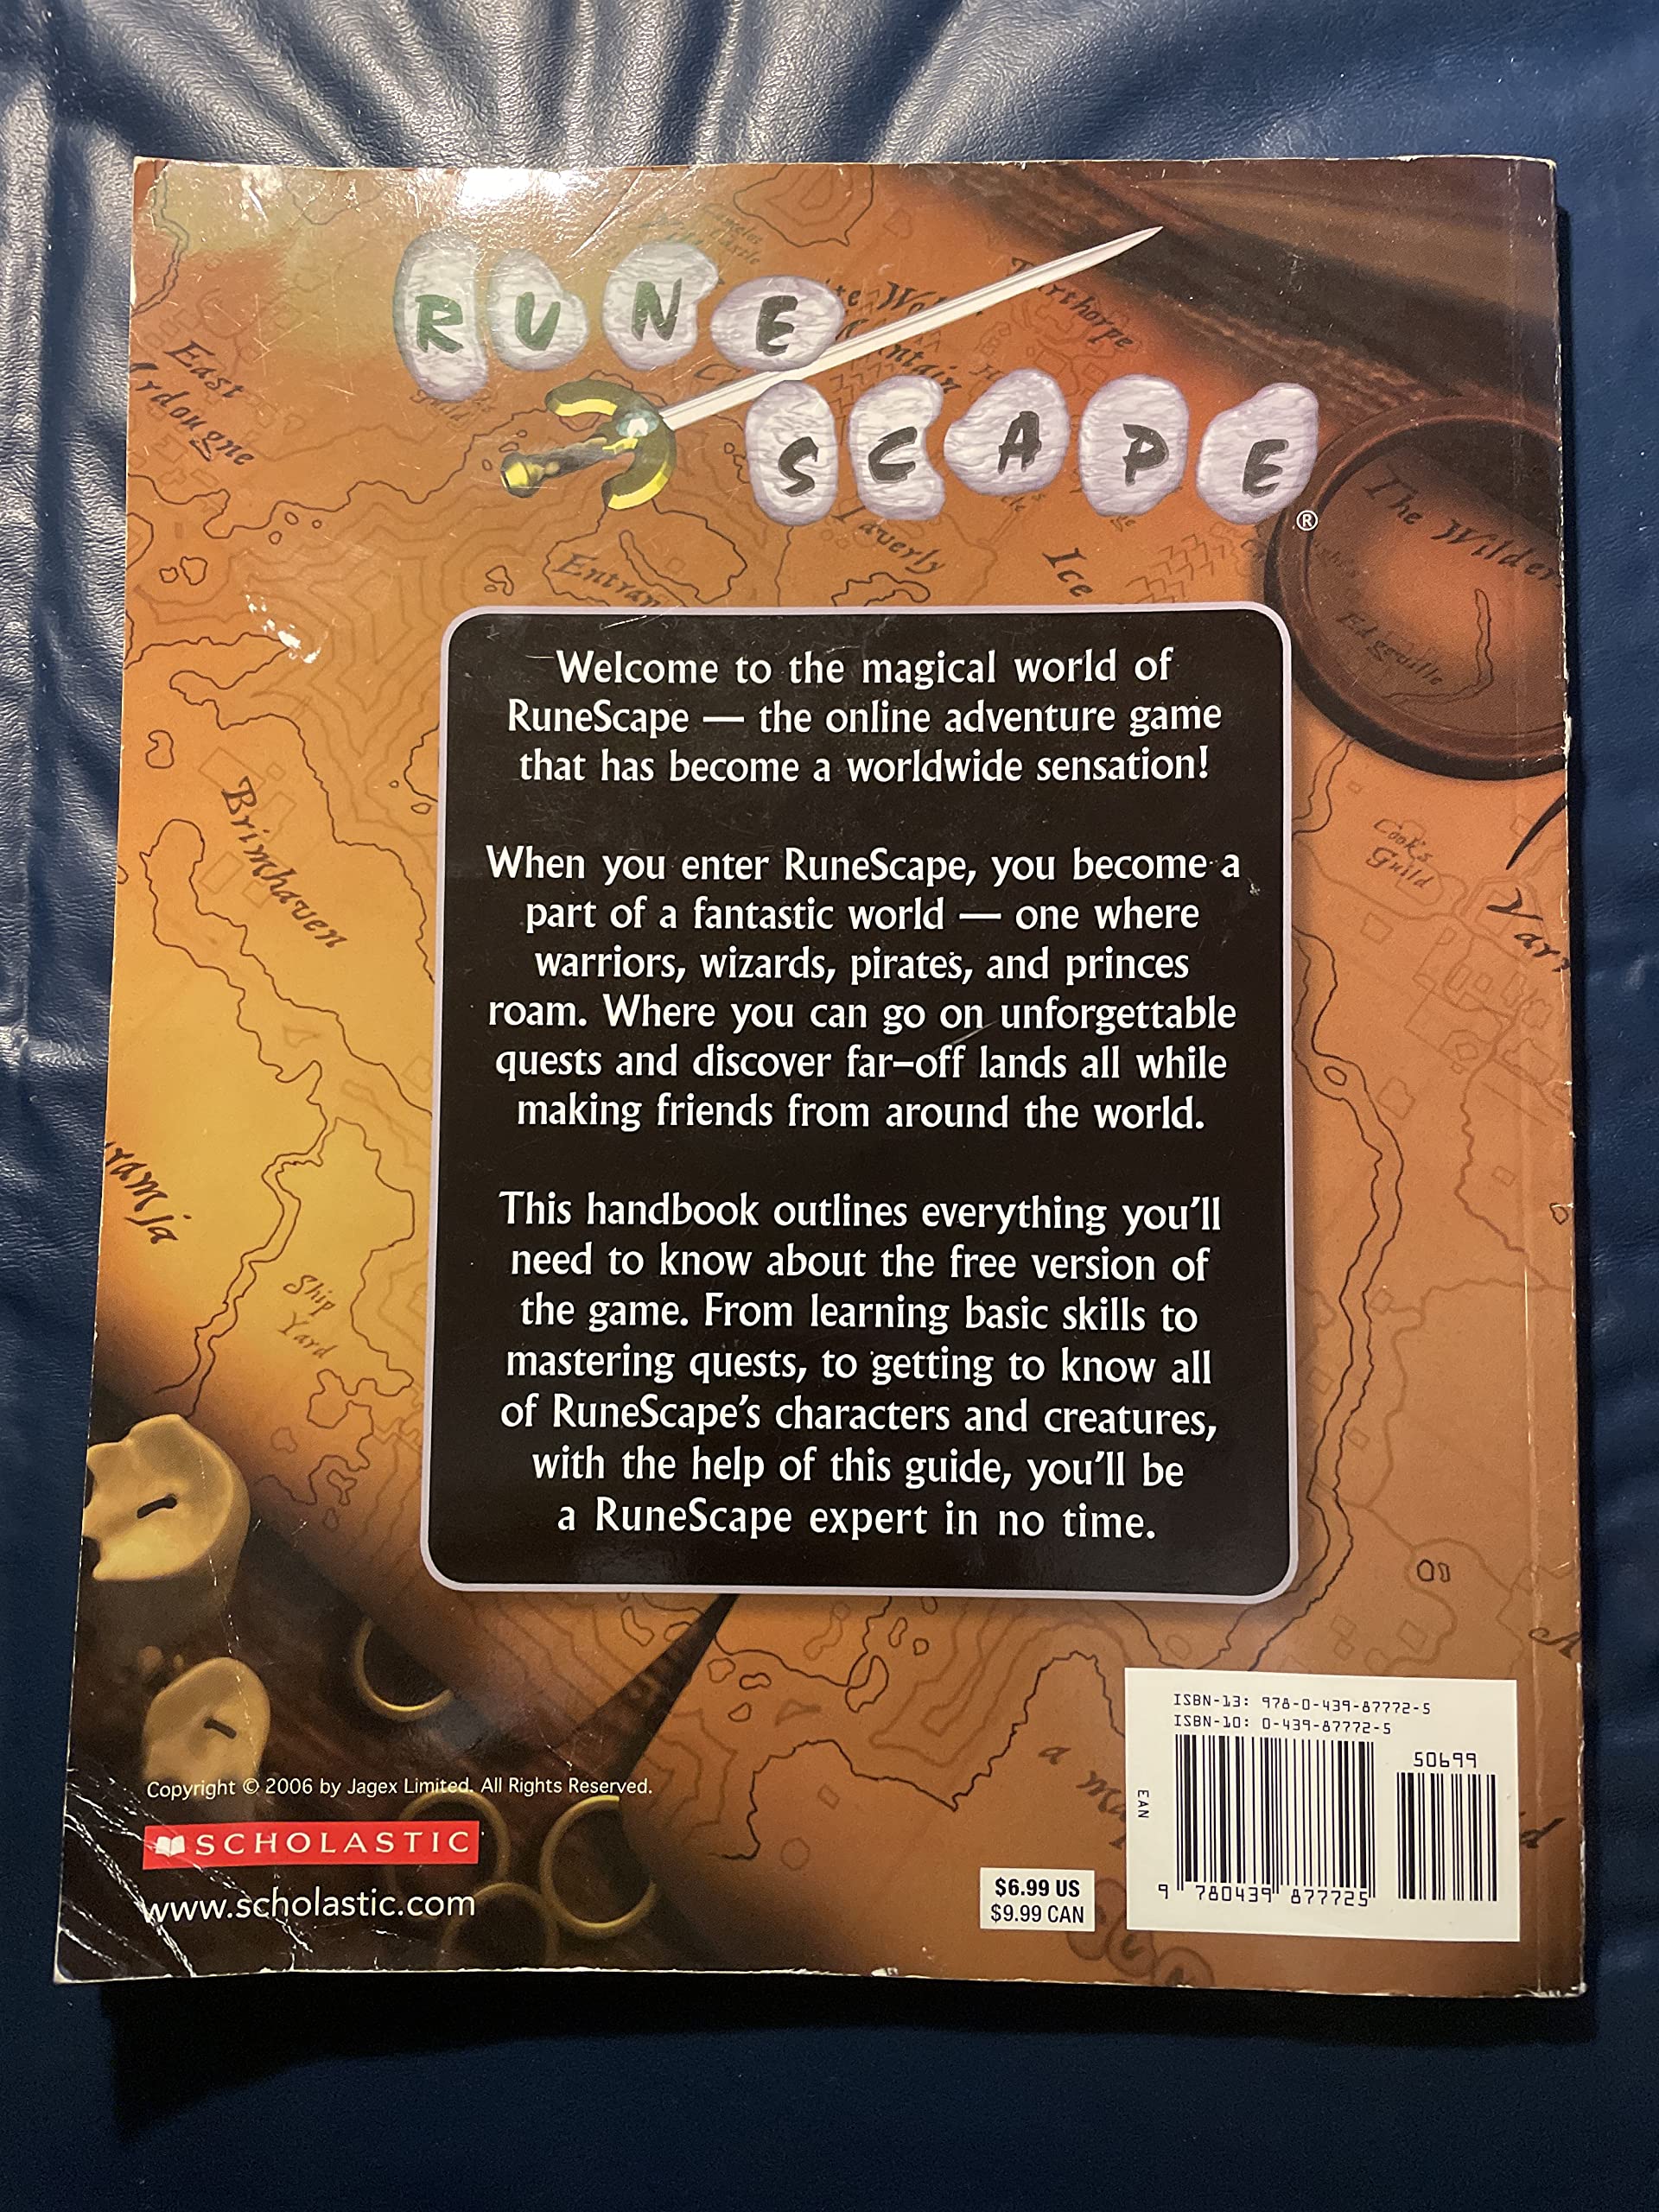 RUNE
SCAPE®
East
Ardougne
Taverly
Ice
The Wilder
Edgeville
Welcome to the magical world of
RuneScape — the online adventure game
that has become a worldwide sensation!
When you enter RuneScape, you become a
part of a fantastic world — one where
warriors, wizards, pirates, and princes
roam. Where you can go on unforgettable
quests and discover far-off lands all while
making friends from around the world.
This handbook outlines everything you'll
need to know about the free version of
the game. From learning basic skills to
mastering quests, to getting to know all
of RuneScape's characters and creatures,
with the help of this guide, you'll be
a RuneScape expert in no time.
Brimhaven
Cook's
Guild
Varr
ramja
Ship
Yard
Copyright © 2006 by Jagex Limited. All Rights Reserved.
SCHOLASTIC
www.scholastic.com
$6.99 US
$9.99 CAN
ISBN-13: 978-0-439-87772-5
ISBN-10: 0-439-87772-5
50699
EAN
9 780439 877725